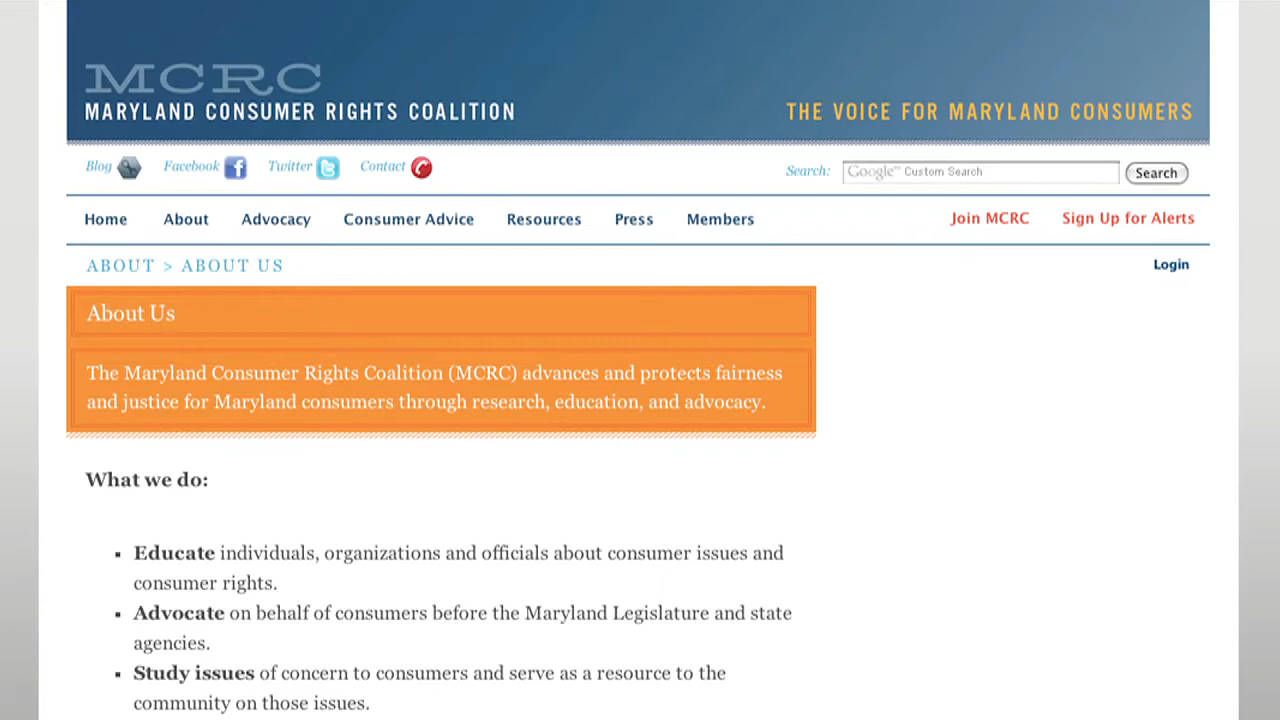 MCRC
MARYLAND CONSUMER RIGHTS COALITION
THE VOICE FOR MARYLAND CONSUMERS
Blog Facebook Twitter Contact
Search: Google™ Custom Search Search
Home About Advocacy Consumer Advice Resources Press Members Join MCRC Sign Up for Alerts
ABOUT > ABOUT US
Login
About Us
The Maryland Consumer Rights Coalition (MCRC) advances and protects fairness
and justice for Maryland consumers through research, education, and advocacy.
What we do:
▪ Educate individuals, organizations and officials about consumer issues and
consumer rights.
▪ Advocate on behalf of consumers before the Maryland Legislature and state
agencies.
▪ Study issues of concern to consumers and serve as a resource to the
community on those issues.